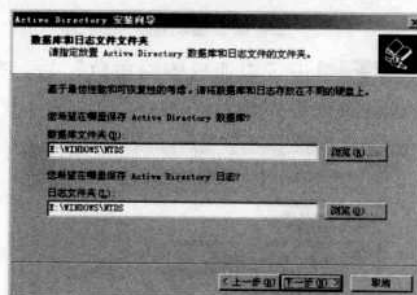 Active Directory 安装向导
数据库和日志文件文件夹
请指定放置 Active Directory 数据库和日志文件的文件夹。
基于最佳性能和可恢复性的考虑，请将数据库和日志存放在不同的硬盘上。
您希望在哪里保存 Active Directory 数据库?
数据库文件夹(D):
E:\WINDOWS\NTDS
浏览(R)...
您希望在哪里保存 Active Directory 日志?
日志文件夹(L):
E:\WINDOWS\NTDS
浏览(O)...
< 上一步(B)
下一步(N) >
取消